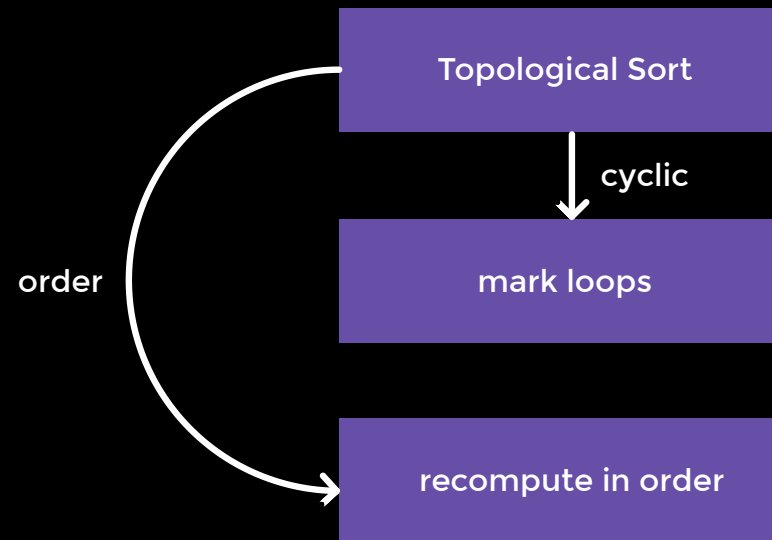 Topological Sort
cyclic
order
mark loops
recompute in order